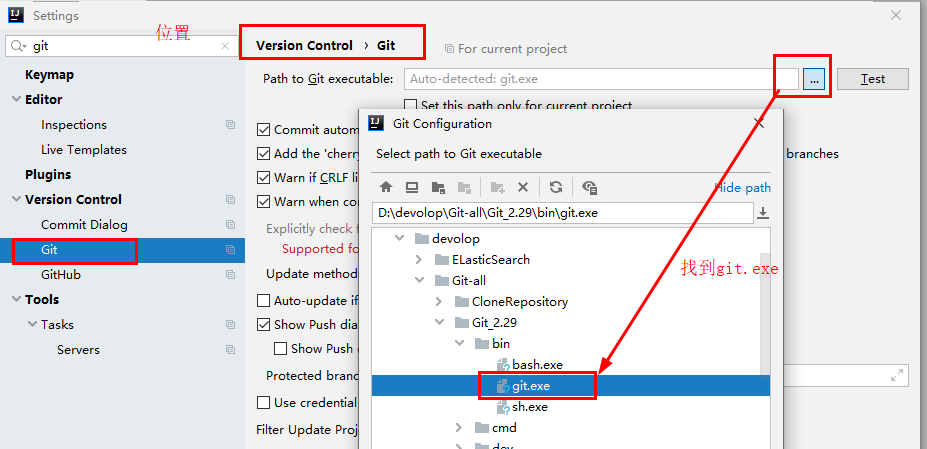 Settings
位置
git
Version Control › Git
For current project
Keymap
Editor
Inspections
Live Templates
Plugins
Version Control
Commit Dialog
Git
GitHub
Tools
Tasks
Servers
Path to Git executable:
Auto-detected: git.exe
...
Test
Set this path only for current project
Commit autom
Add the 'cherry
branches
Warn if CRLF li
Warn when co
Explicitly check f
Supported fo
Update method
Auto-update if
Show Push dia
Show Push
Protected branc
Use credential
Filter Update Proj
Git Configuration
Select path to Git executable
Hide path
D:\devolop\Git-all\Git_2.29\bin\git.exe
devolop
ELasticSearch
Git-all
CloneRepository
Git_2.29
bin
bash.exe
git.exe
sh.exe
cmd
dev
找到git.exe